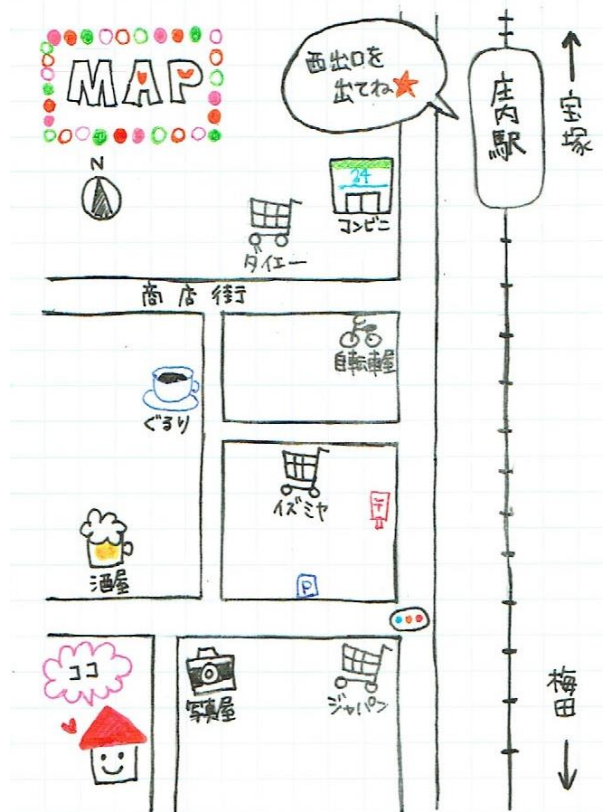 MAP
西出口を
出てね
庄内駅
宝塚
N
24
コンビニ
ダイエー
商店街
自転車屋
ぐるり
イズミヤ
〒
酒屋
P
ココ
写真屋
ジャパン
梅田